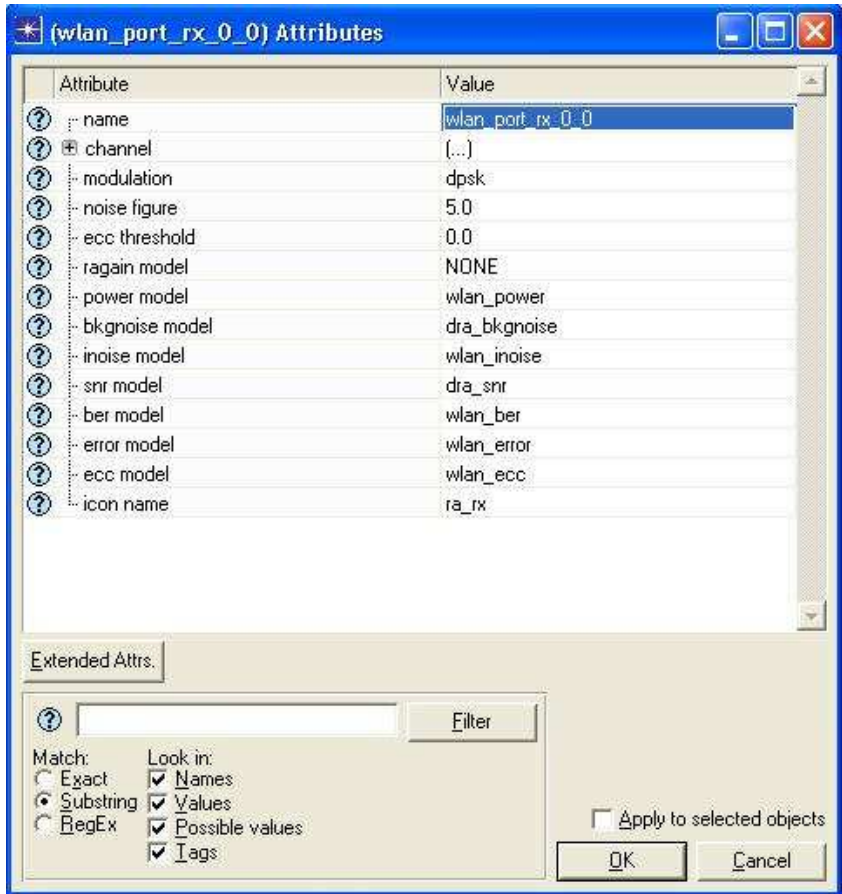 (wlan_port_rx_0_0) Attributes
Attribute Value
name wlan_port_rx_0_0
channel (...)
modulation dpsk
noise figure 5.0
ecc threshold 0.0
ragain model NONE
power model wlan_power
bkgnoise model dra_bkgnoise
inoise model wlan_inoise
snr model dra_snr
ber model wlan_ber
error model wlan_error
ecc model wlan_ecc
icon name ra_rx
Extended Attrs.
Filter
Match: Look in:
Exact Names
Substring Values
RegEx Possible values
Tags
Apply to selected objects
OK Cancel